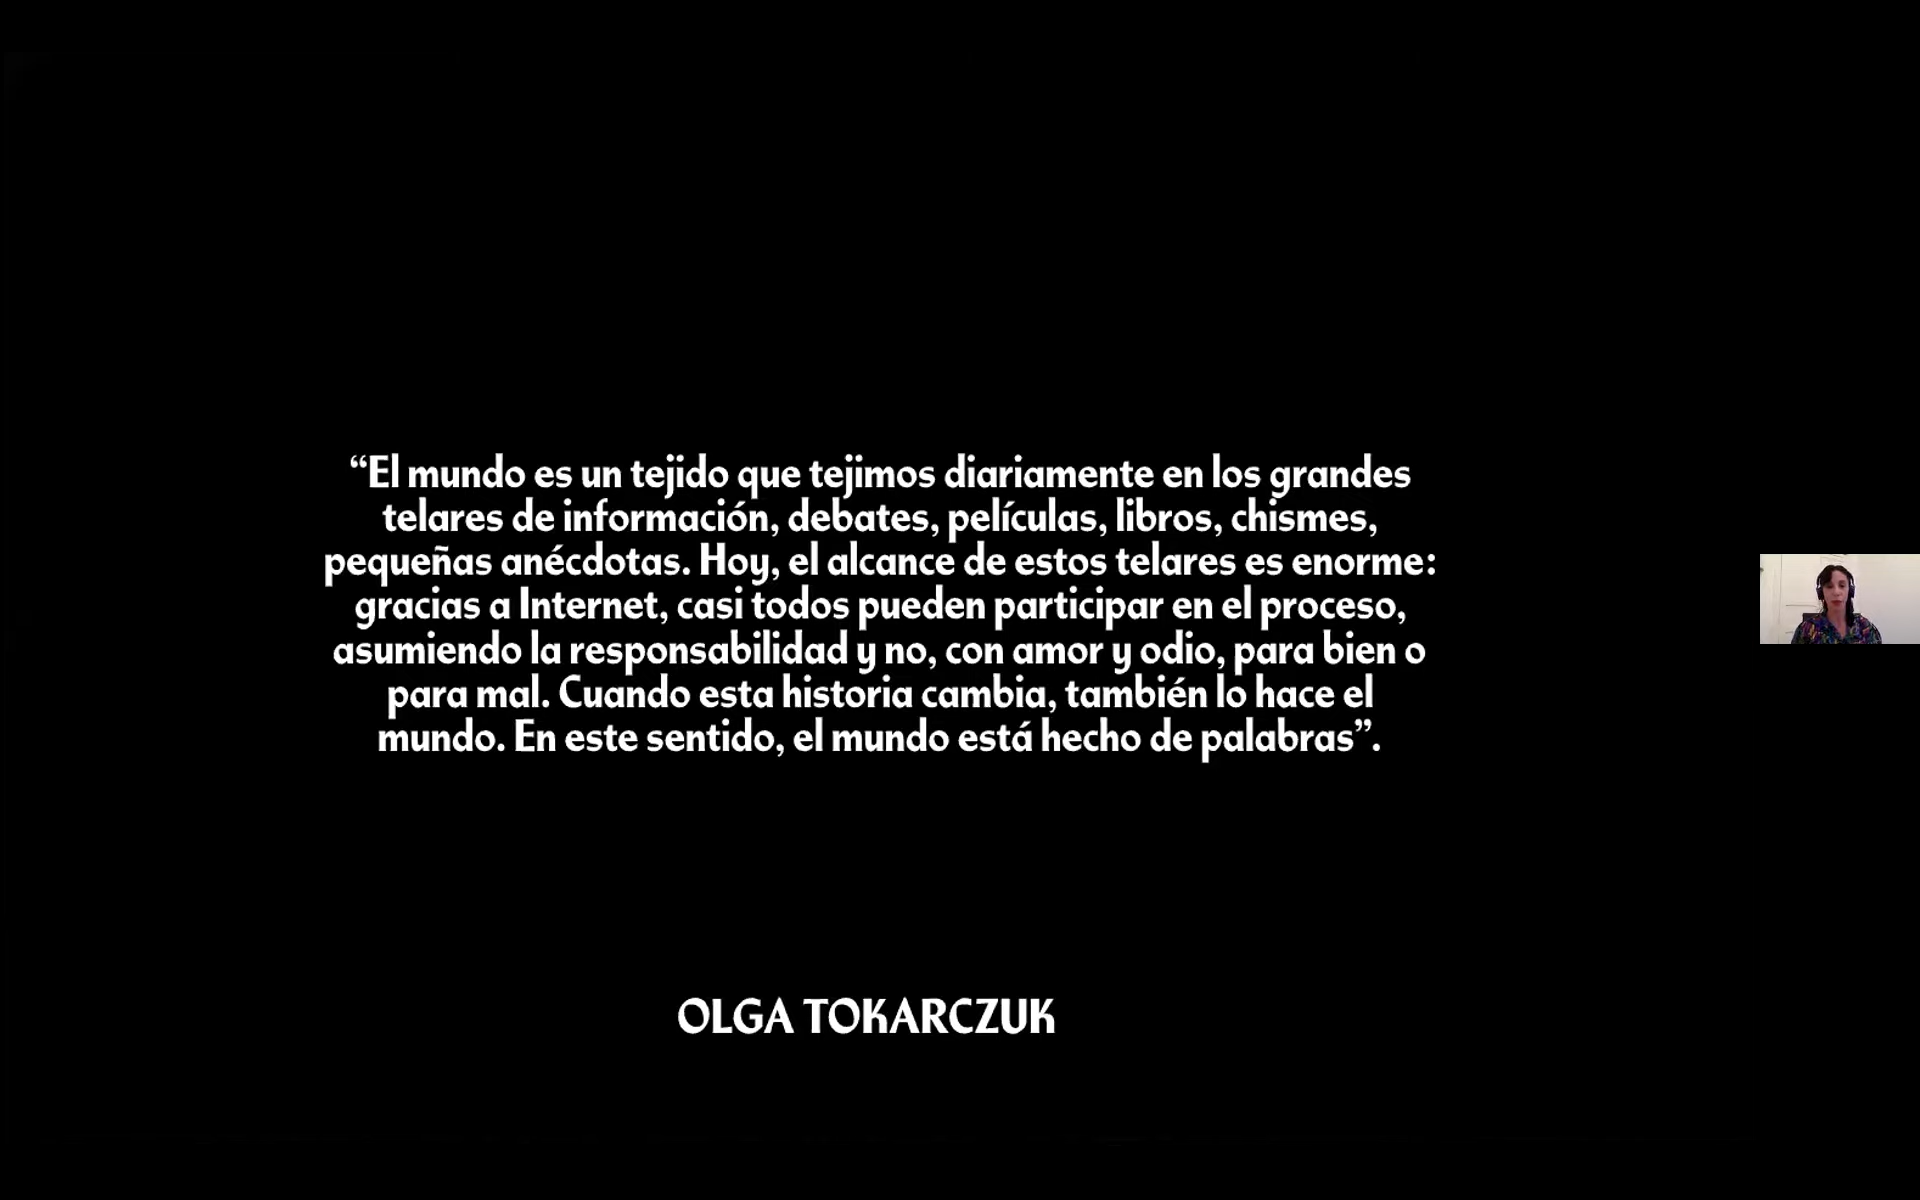 “El mundo es un tejido que tejimos diariamente en los grandes
telares de información, debates, películas, libros, chismes,
pequeñas anécdotas. Hoy, el alcance de estos telares es enorme:
gracias a Internet, casi todos pueden participar en el proceso,
asumiendo la responsabilidad y no, con amor y odio, para bien o
para mal. Cuando esta historia cambia, también lo hace el
mundo. En este sentido, el mundo está hecho de palabras”.
OLGA TOKARCZUK